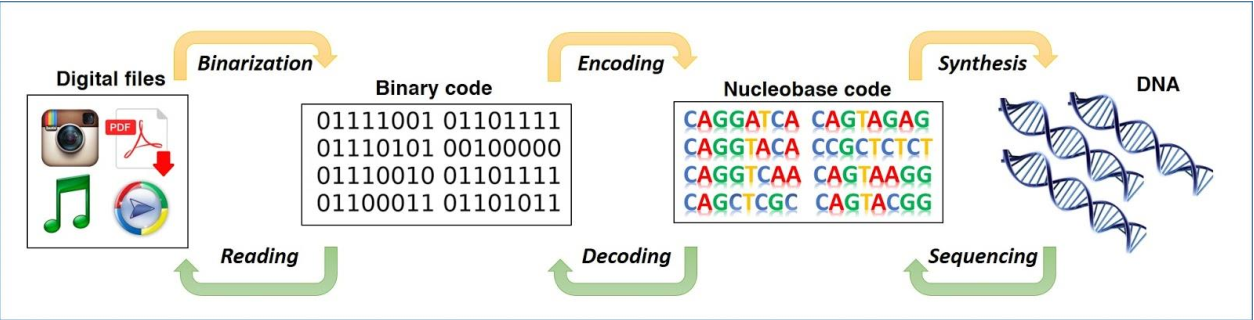 Binarization
Encoding
Synthesis
Digital files
Binary code
Nucleobase code
DNA
PDF
01111001 01101111
01110101 00100000
01110010 01101111
01100011 01101011
CAGGATCA CAGTAGAG
CAGGTACA CCGCTCTCT
CAGGTCAA CAGTAAGG
CAGCTCGC CAGTACGG
Reading
Decoding
Sequencing